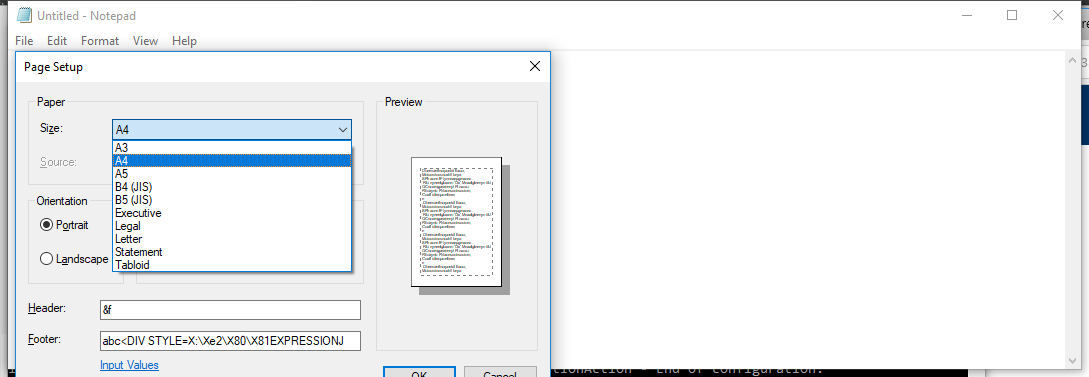 Untitled - Notepad
File Edit Format View Help
Page Setup
Paper
Size:
A4
A3
A4
A5
B4 (JIS)
B5 (JIS)
Executive
Legal
Letter
Statement
Tabloid
Source:
Orientation
Portrait
Landscape
Header:
&f
Footer:
abc<DIV STYLE=X:\Xe2\X80\X81EXPRESSIONJ
Input Values
Preview
OK
Cancel
End of configuration.